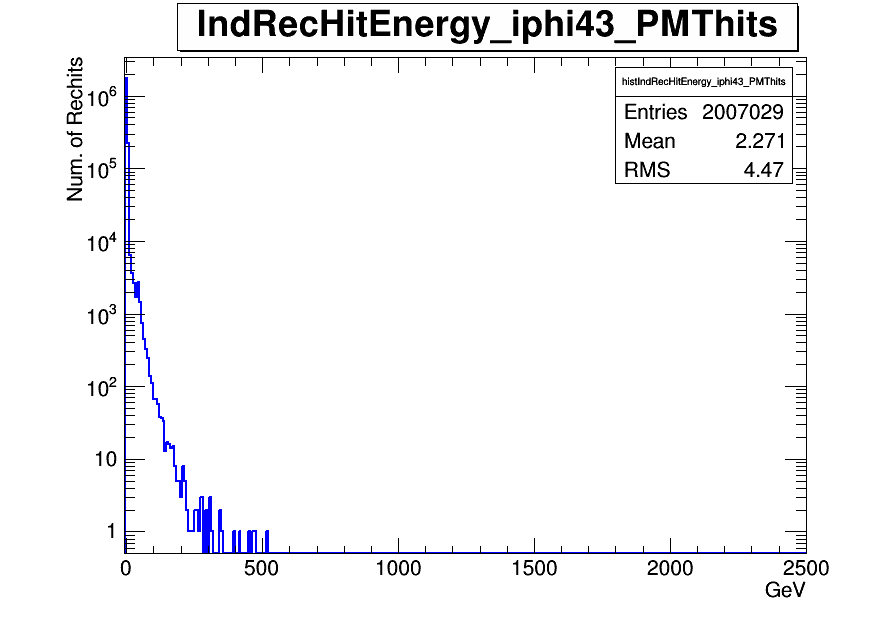 IndRecHitEnergy_iphi43_PMThits
histIndRecHitEnergy_iphi43_PMThits
Entries 2007029
Mean 2.271
RMS 4.47
Num. of Rechits
10^6
10^5
10^4
10^3
10^2
10
1
0 500 1000 1500 2000 2500
GeV